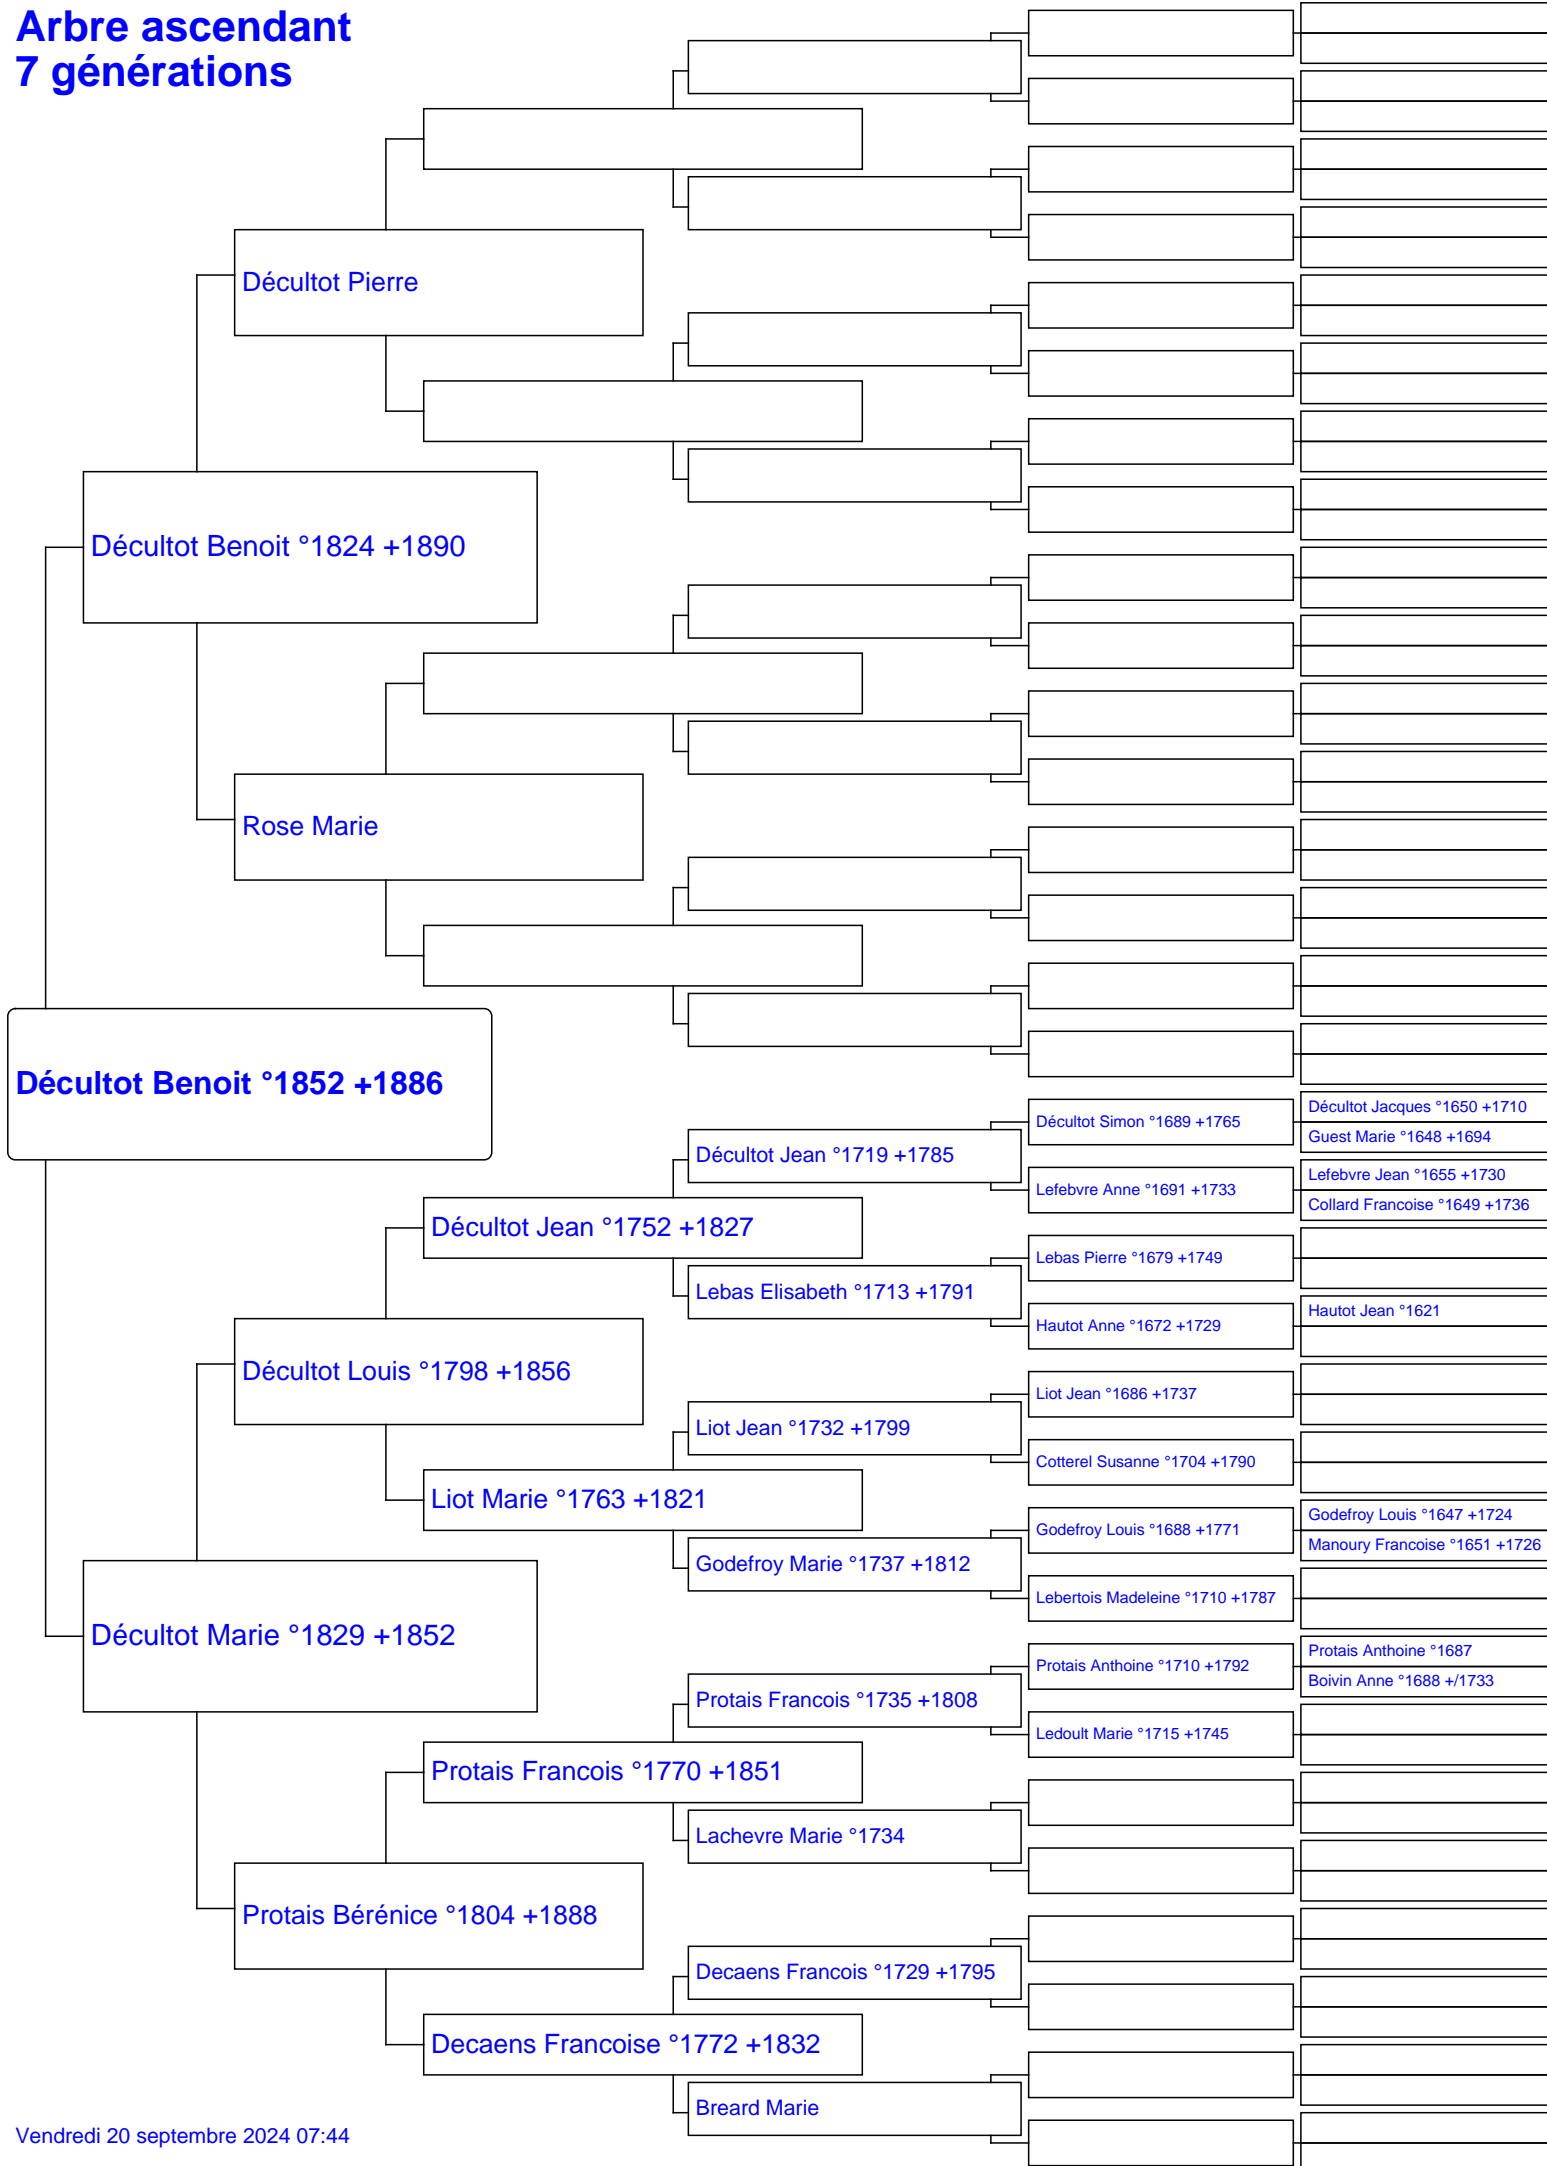 Arbre ascendant
7 générations
Décultot Pierre
Décultot Benoit °1824 +1890
Rose Marie
Décultot Benoit °1852 +1886
Décultot Jacques °1650 +1710
Décultot Simon °1689 +1765
Guest Marie °1648 +1694
Décultot Jean °1719 +1785
Lefebvre Jean °1655 +1730
Lefebvre Anne °1691 +1733
Collard Francoise °1649 +1736
Décultot Jean °1752 +1827
Lebas Pierre °1679 +1749
Lebas Elisabeth °1713 +1791
Hautot Jean °1621
Hautot Anne °1672 +1729
Décultot Louis °1798 +1856
Liot Jean °1686 +1737
Liot Jean °1732 +1799
Cotterel Susanne °1704 +1790
Liot Marie °1763 +1821
Godefroy Louis °1647 +1724
Godefroy Louis °1688 +1771
Manoury Francoise °1651 +1726
Godefroy Marie °1737 +1812
Lebertois Madeleine °1710 +1787
Décultot Marie °1829 +1852
Protais Anthoine °1687
Protais Anthoine °1710 +1792
Boivin Anne °1688 +/1733
Protais Francois °1735 +1808
Ledoult Marie °1715 +1745
Protais Francois °1770 +1851
Lachevre Marie °1734
Protais Bérénice °1804 +1888
Decaens Francois °1729 +1795
Decaens Francoise °1772 +1832
Breard Marie
Vendredi 20 septembre 2024 07:44